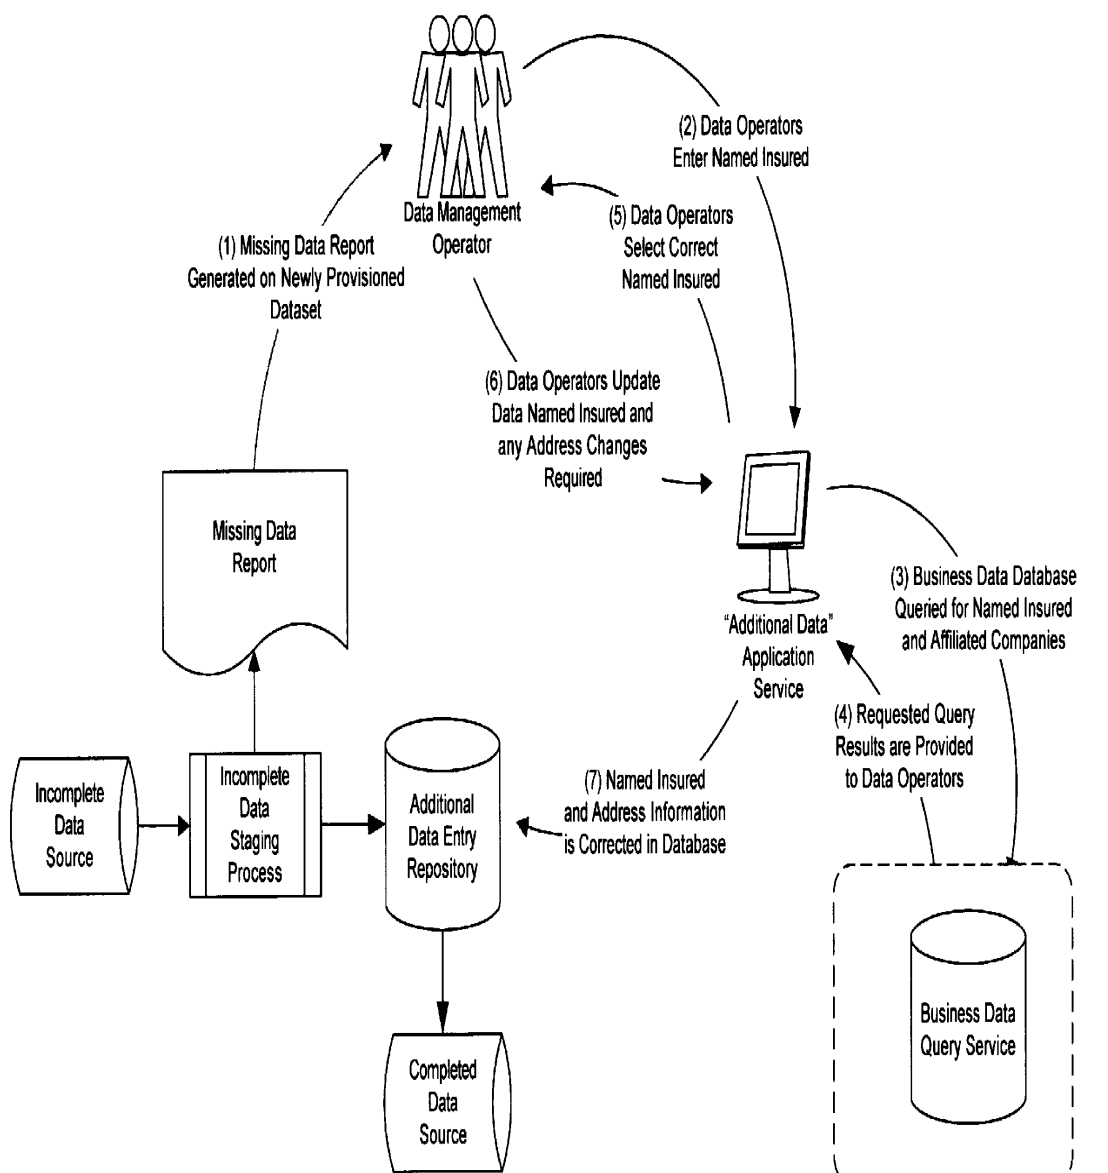 (2) Data Operators
Enter Named Insured
Data Management
Operator
(5) Data Operators
Select Correct
Named Insured
(1) Missing Data Report
Generated on Newly Provisioned
Dataset
(6) Data Operators Update
Data Named Insured and
any Address Changes
Required
Missing Data
Report
(3) Business Data Database
Queried for Named Insured
and Affiliated Companies
"Additional Data"
Application
Service
(4) Requested Query
Results are Provided
to Data Operators
Incomplete
Data
Source
Incomplete
Data
Staging
Process
Additional
Data Entry
Repository
(7) Named Insured
and Address Information
is Corrected in Database
Business Data
Query Service
Completed
Data
Source